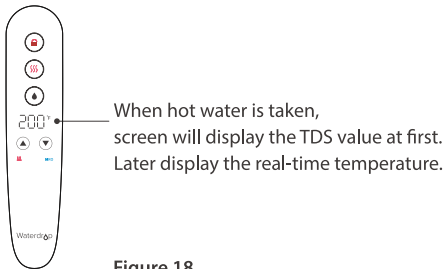 200°F
When hot water is taken,
screen will display the TDS value at first.
Later display the real-time temperature.
Waterdrop
Figure 18